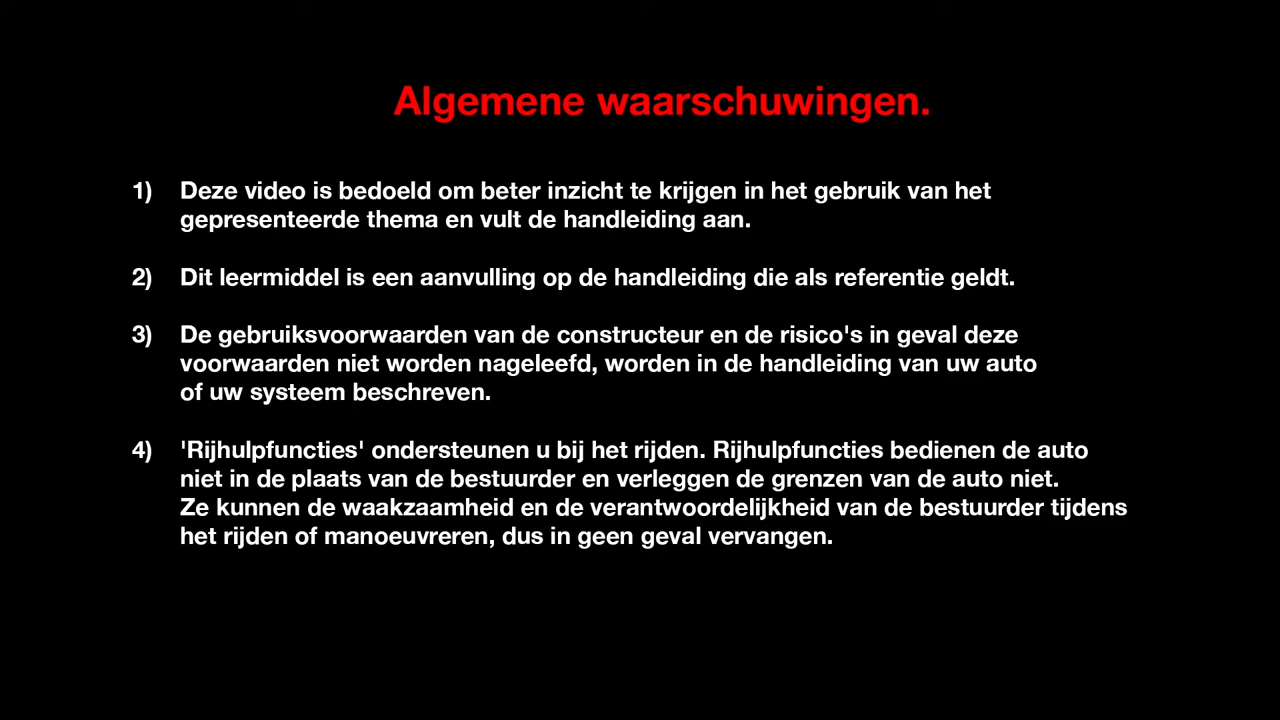 Algemene waarschuwingen.
1) Deze video is bedoeld om beter inzicht te krijgen in het gebruik van het
gepresenteerde thema en vult de handleiding aan.
2) Dit leermiddel is een aanvulling op de handleiding die als referentie geldt.
3) De gebruiksvoorwaarden van de constructeur en de risico's in geval deze
voorwaarden niet worden nageleefd, worden in de handleiding van uw auto
of uw systeem beschreven.
4) 'Rijhulpfuncties' ondersteunen u bij het rijden. Rijhulpfuncties bedienen de auto
niet in de plaats van de bestuurder en verleggen de grenzen van de auto niet.
Ze kunnen de waakzaamheid en de verantwoordelijkheid van de bestuurder tijdens
het rijden of manoeuvreren, dus in geen geval vervangen.